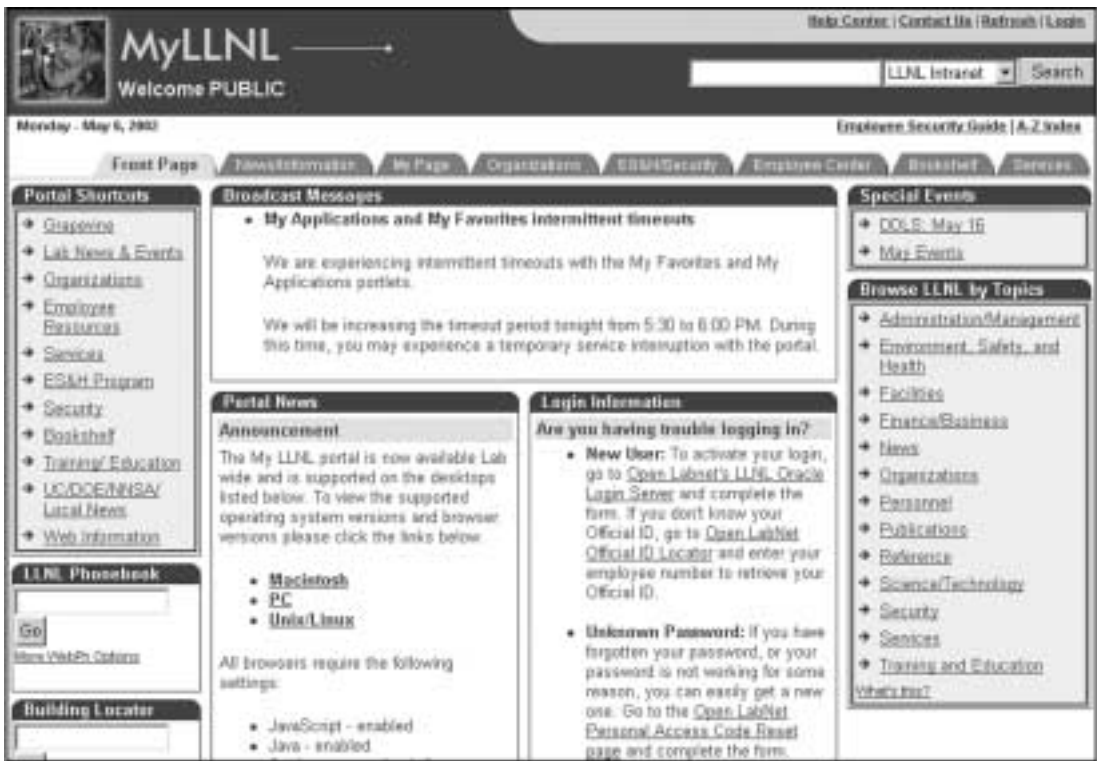 Help Center | Contact Us | Refresh | Login
MyLLNL
Welcome PUBLIC
LLNL Intranet
Search
Monday - May 6, 2002
Employee Security Guide | A-Z Index
Front Page
News/Information
My Page
Organizations
ES&H/Security
Employee Center
Bookshelf
Services
Portal Shortcuts
Grapevine
Lab News & Events
Organizations
Employee
Resources
Services
ES&H Program
Security
Bookshelf
Training/ Education
UC/DOE/NNSA/
Local News
Web Information
LLNL Phonebook
Go
More WebPh Options
Building Locator
Broadcast Messages
• My Applications and My Favorites intermittent timeouts
We are experiencing intermittent timeouts with the My Favorites and My
Applications portlets.
We will be increasing the timeout period tonight from 5:30 to 6:00 PM. During
this time, you may experience a temporary service interruption with the portal.
Portal News
Announcement
The My LLNL portal is now available Lab
wide and is supported on the desktops
listed below. To view the supported
operating system versions and browser
versions please click the links below.
• Macintosh
• PC
• Unix/Linux
All browsers require the following
settings:
• JavaScript - enabled
• Java - enabled
Login Information
Are you having trouble logging in?
• New User: To activate your login,
go to Open Labnet's LLNL Oracle
Login Server and complete the
form. If you don't know your
Official ID, go to Open LabNet
Official ID Locator and enter your
employee number to retrieve your
Official ID.
• Unknown Password: If you have
forgotten your password, or your
password is not working for some
reason, you can easily get a new
one. Go to the Open LabNet
Personal Access Code Reset
page and complete the form.
Special Events
DDLS: May 16
May Events
Browse LLNL by Topics
Administration/Management
Environment, Safety, and
Health
Facilities
Finance/Business
News
Organizations
Personnel
Publications
Reference
Science/Technology
Security
Services
Training and Education
What's this?